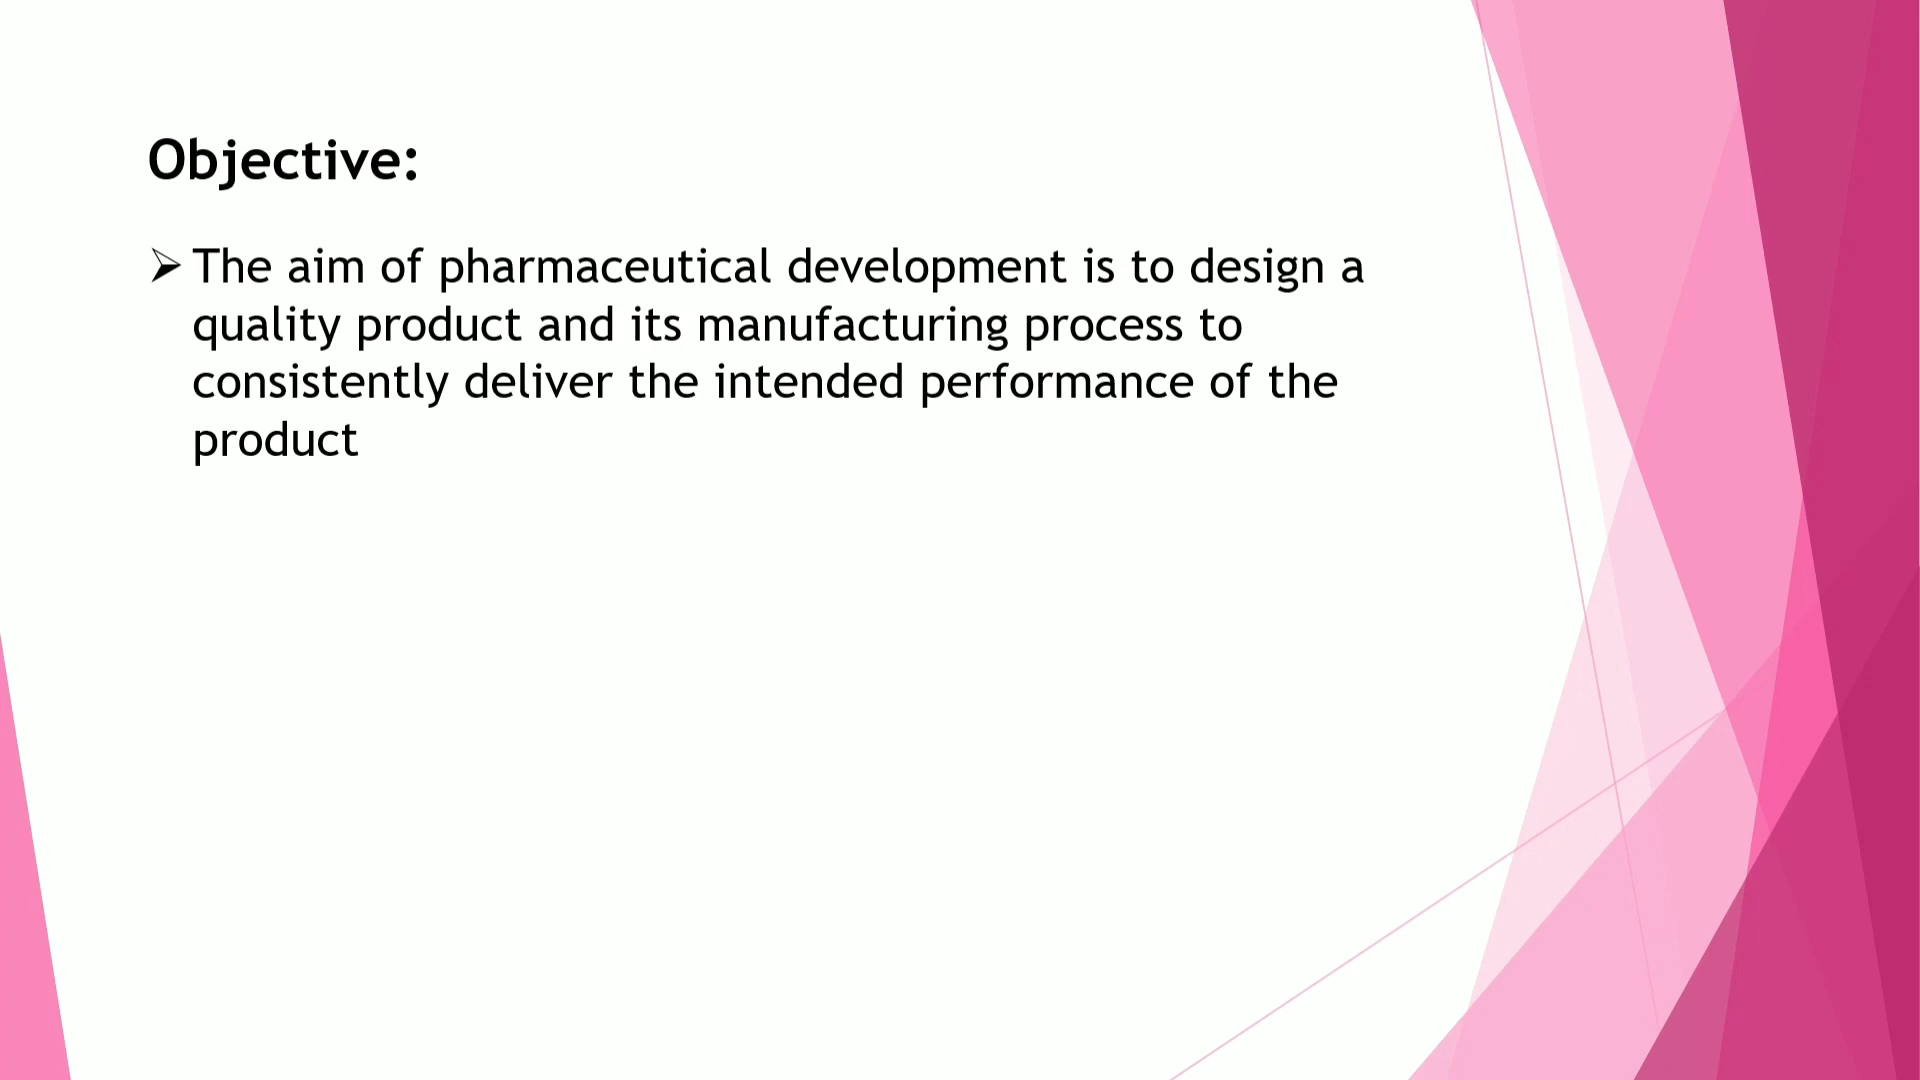 Objective:
➢ The aim of pharmaceutical development is to design a
quality product and its manufacturing process to
consistently deliver the intended performance of the
product